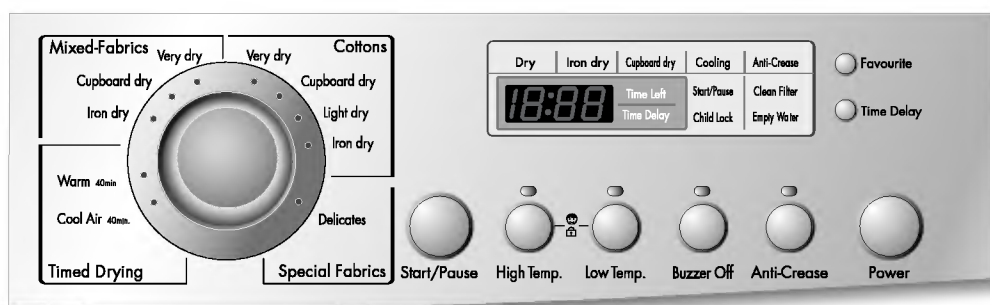 Mixed-Fabrics
Cottons
Very dry
Very dry
Cupboard dry
Cupboard dry
Iron dry
Light dry
Iron dry
Warm 40min
Cool Air 40min.
Delicates
Timed Drying
Special Fabrics
Dry Iron dry Cupboard dry Cooling Anti-Crease
18:88
Time Left
Time Delay
Start/Pause Clean Filter
Child Lock Empty Water
Favourite
Time Delay
Start/Pause High Temp. Low Temp. Buzzer Off Anti-Crease Power